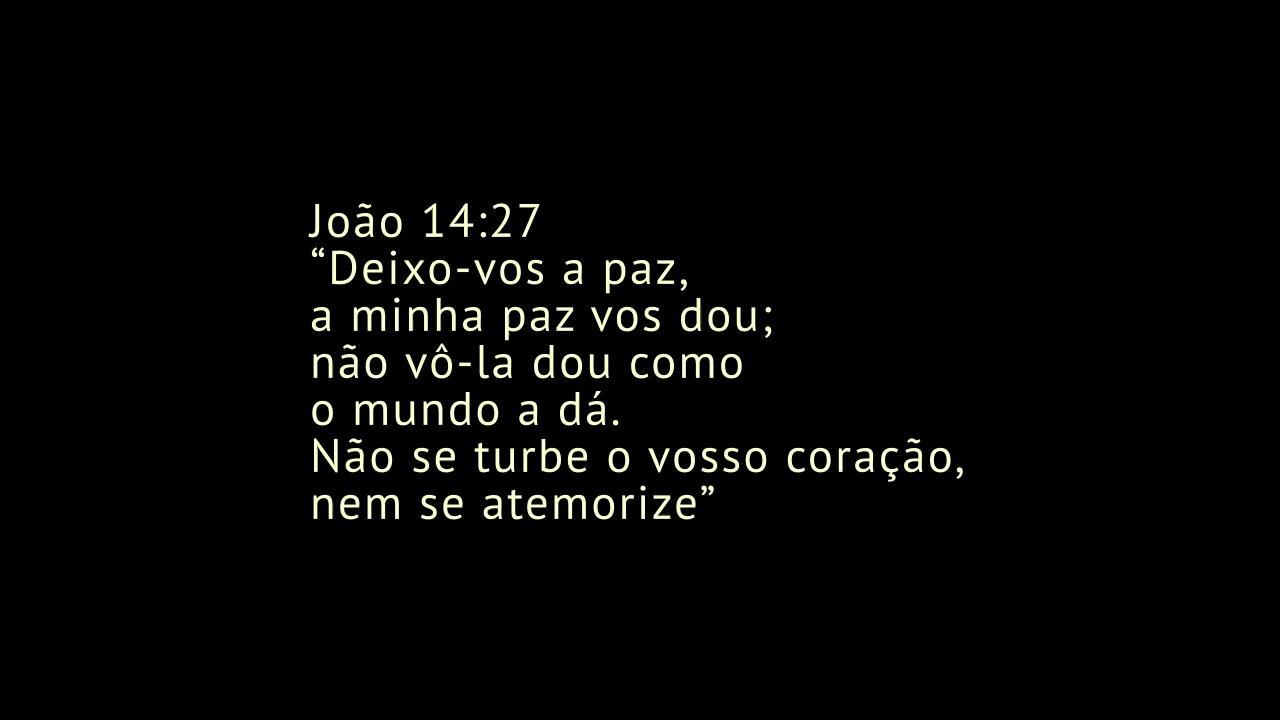 João 14:27
“Deixo-vos a paz,
a minha paz vos dou;
não vô-la dou como
o mundo a dá.
Não se turbe o vosso coração,
nem se atemorize”